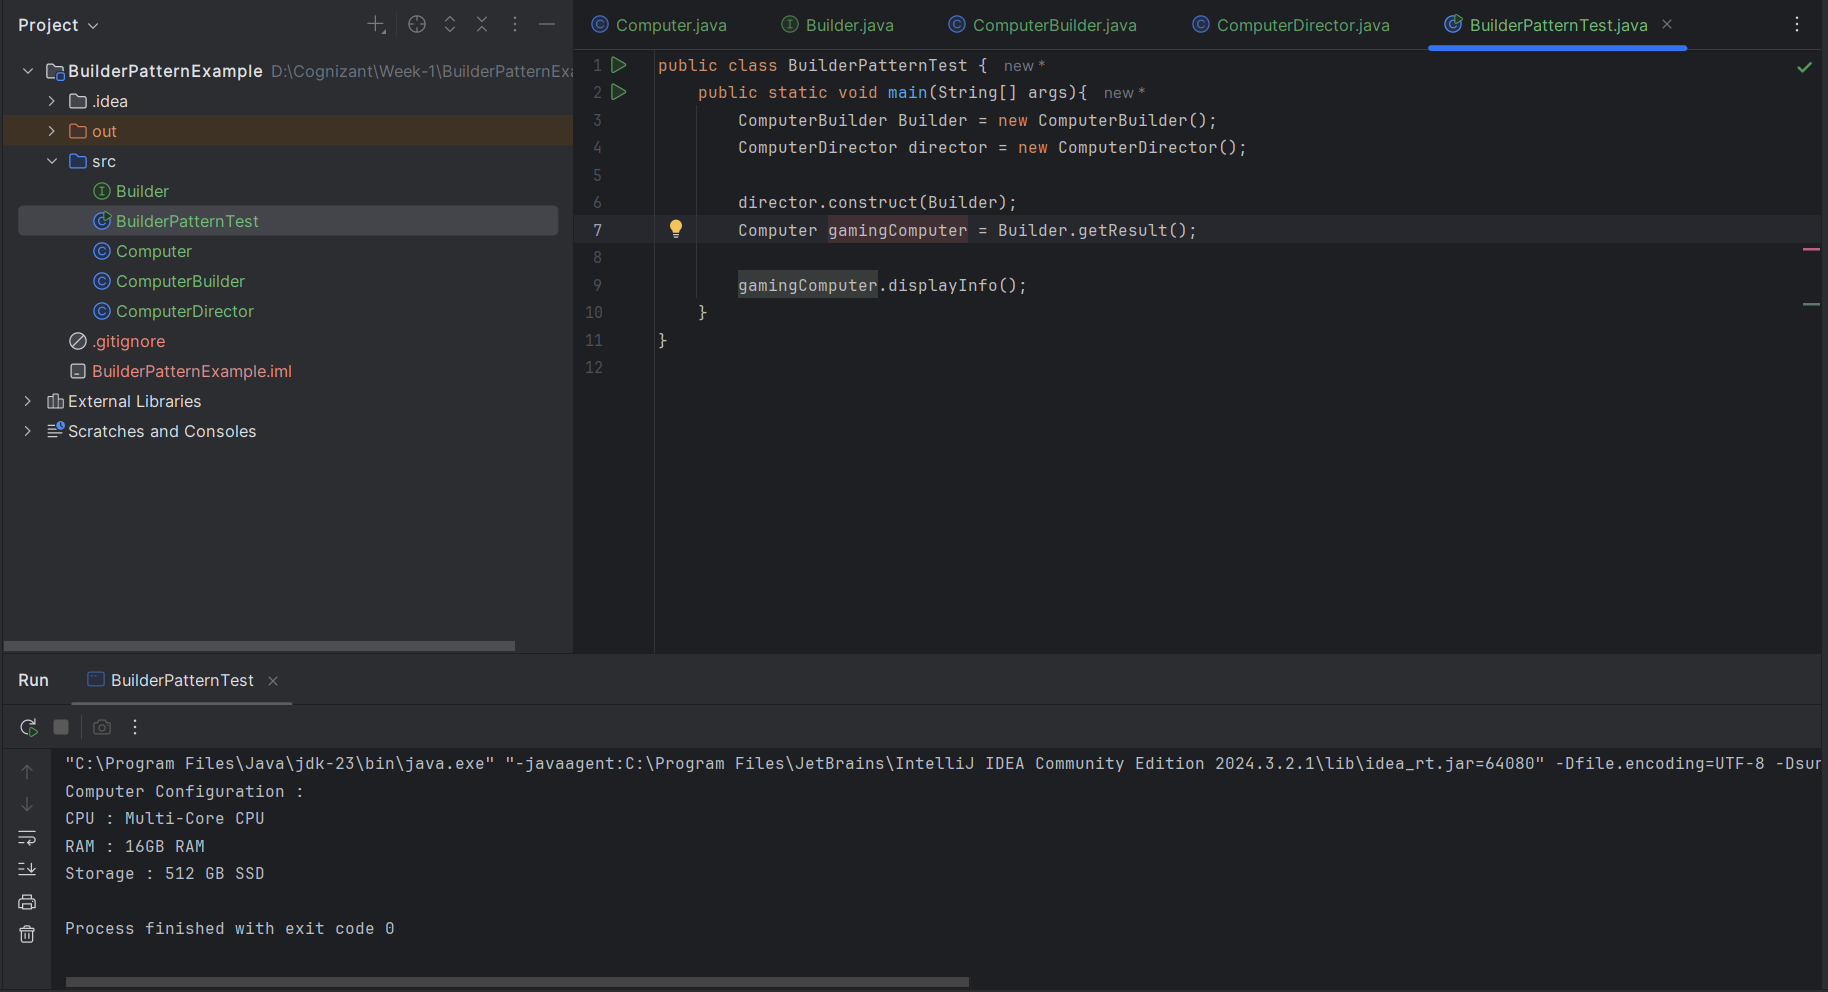 Project
BuilderPatternExample D:\Cognizant\Week-1\BuilderPatternExa
.idea
out
src
Builder
BuilderPatternTest
Computer
ComputerBuilder
ComputerDirector
.gitignore
BuilderPatternExample.iml
External Libraries
Scratches and Consoles
Computer.java Builder.java ComputerBuilder.java ComputerDirector.java BuilderPatternTest.java
1 public class BuilderPatternTest { new *
2 public static void main(String[] args){ new *
3 ComputerBuilder Builder = new ComputerBuilder();
4 ComputerDirector director = new ComputerDirector();
5
6 director.construct(Builder);
7 Computer gamingComputer = Builder.getResult();
8
9 gamingComputer.displayInfo();
10 }
11 }
12
Run BuilderPatternTest
"C:\Program Files\Java\jdk-23\bin\java.exe" "-javaagent:C:\Program Files\JetBrains\IntelliJ IDEA Community Edition 2024.3.2.1\lib\idea_rt.jar=64080" -Dfile.encoding=UTF-8 -Dsun
Computer Configuration :
CPU : Multi-Core CPU
RAM : 16GB RAM
Storage : 512 GB SSD
Process finished with exit code 0